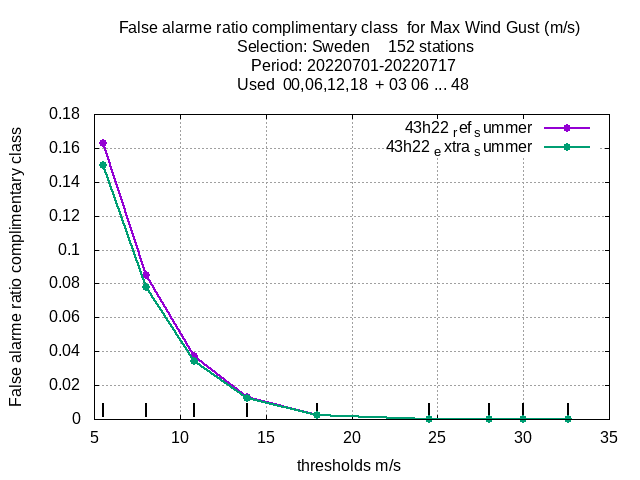 False alarme ratio complimentary class for Max Wind Gust (m/s)
Selection: Sweden 152 stations
Period: 20220701-20220717
Used 00,06,12,18 + 03 06 ... 48
43h22 ref summer
43h22 extra summer
False alarme ratio complimentary class
0.18
0.16
0.14
0.12
0.1
0.08
0.06
0.04
0.02
0
5 10 15 20 25 30 35
thresholds m/s